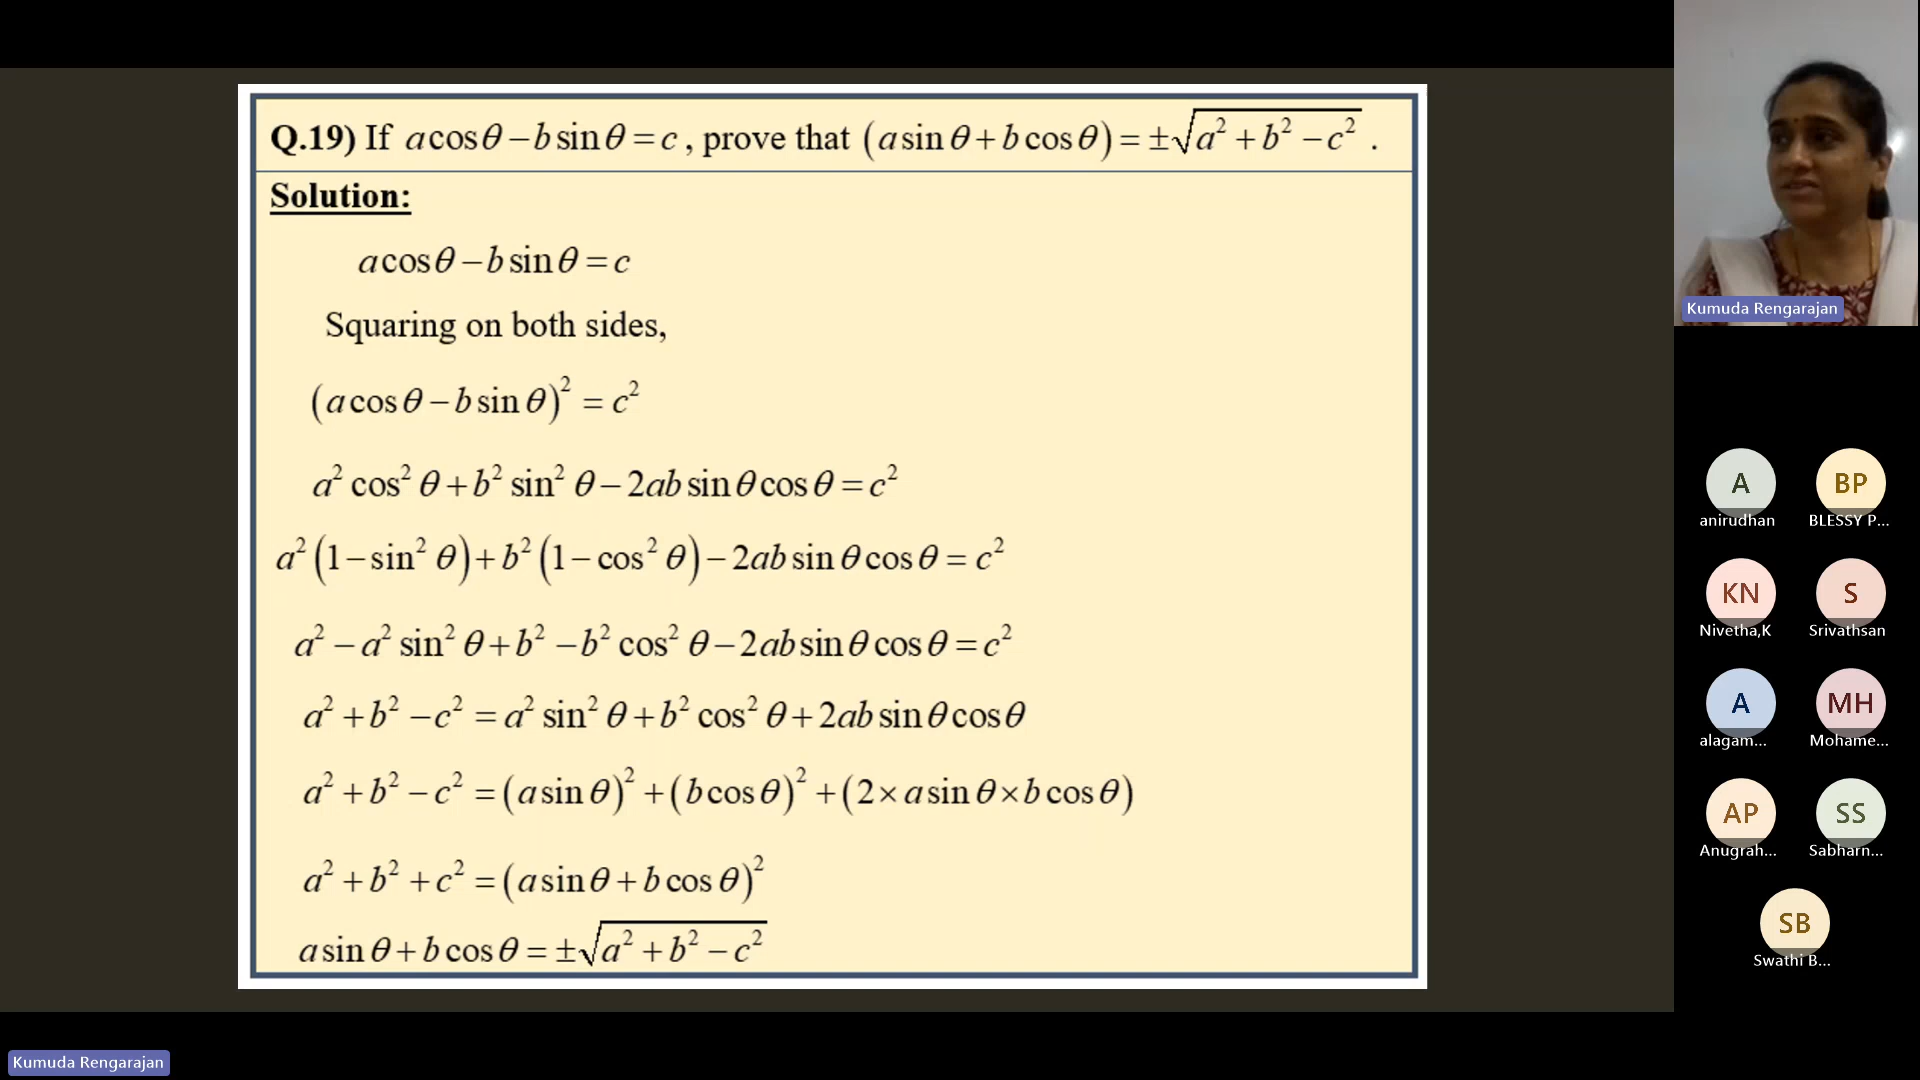 Q.19) If a cos θ − b sin θ = c , prove that (a sin θ + b cos θ) = ±√(a² + b² − c²) .
Solution:
a cos θ − b sin θ = c
Squaring on both sides,
(a cos θ − b sin θ)² = c²
a² cos² θ + b² sin² θ − 2ab sin θ cos θ = c²
a² (1 − sin² θ) + b² (1 − cos² θ) − 2ab sin θ cos θ = c²
a² − a² sin² θ + b² − b² cos² θ − 2ab sin θ cos θ = c²
a² + b² − c² = a² sin² θ + b² cos² θ + 2ab sin θ cos θ
a² + b² − c² = (a sin θ)² + (b cos θ)² + (2 × a sin θ × b cos θ)
a² + b² + c² = (a sin θ + b cos θ)²
a sin θ + b cos θ = ±√(a² + b² − c²)
Kumuda Rengarajan
A BP
anirudhan BLESSY P...
KN S
Nivetha,K Srivathsan
A MH
alagam... Mohame...
AP SS
Anugrah... Sabharn...
SB
Swathi B...
Kumuda Rengarajan